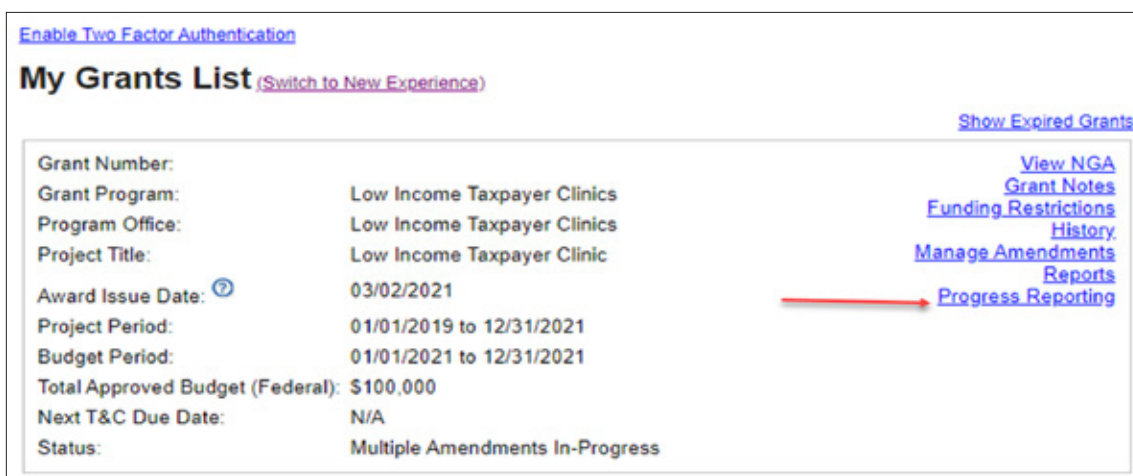 Enable Two Factor Authentication
My Grants List (Switch to New Experience)
Show Expired Grants
Grant Number:
View NGA
Grant Program: Low Income Taxpayer Clinics
Grant Notes
Program Office: Low Income Taxpayer Clinics
Funding Restrictions
History
Project Title: Low Income Taxpayer Clinic
Manage Amendments
Reports
Award Issue Date: ? 03/02/2021
Progress Reporting
Project Period: 01/01/2019 to 12/31/2021
Budget Period: 01/01/2021 to 12/31/2021
Total Approved Budget (Federal): $100,000
Next T&C Due Date: N/A
Status: Multiple Amendments In-Progress